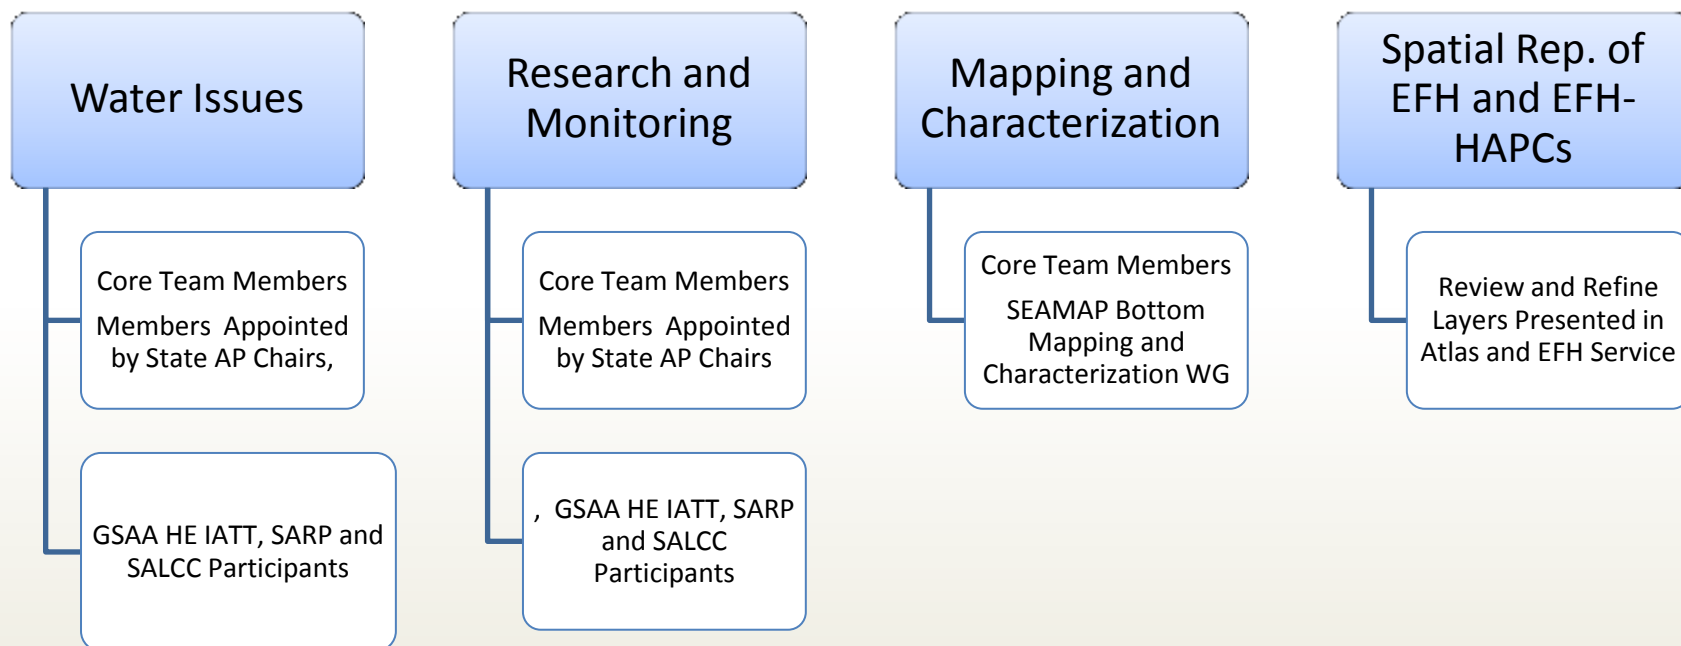 Water Issues
Core Team Members
Members Appointed
by State AP Chairs,
GSAA HE IATT, SARP and
SALCC Participants
Research and
Monitoring
Core Team Members
Members Appointed
by State AP Chairs
, GSAA HE IATT, SARP
and SALCC
Participants
Mapping and
Characterization
Core Team Members
SEAMAP Bottom
Mapping and
Characterization WG
Spatial Rep. of
EFH and EFH-
HAPCs
Review and Refine
Layers Presented in
Atlas and EFH Service